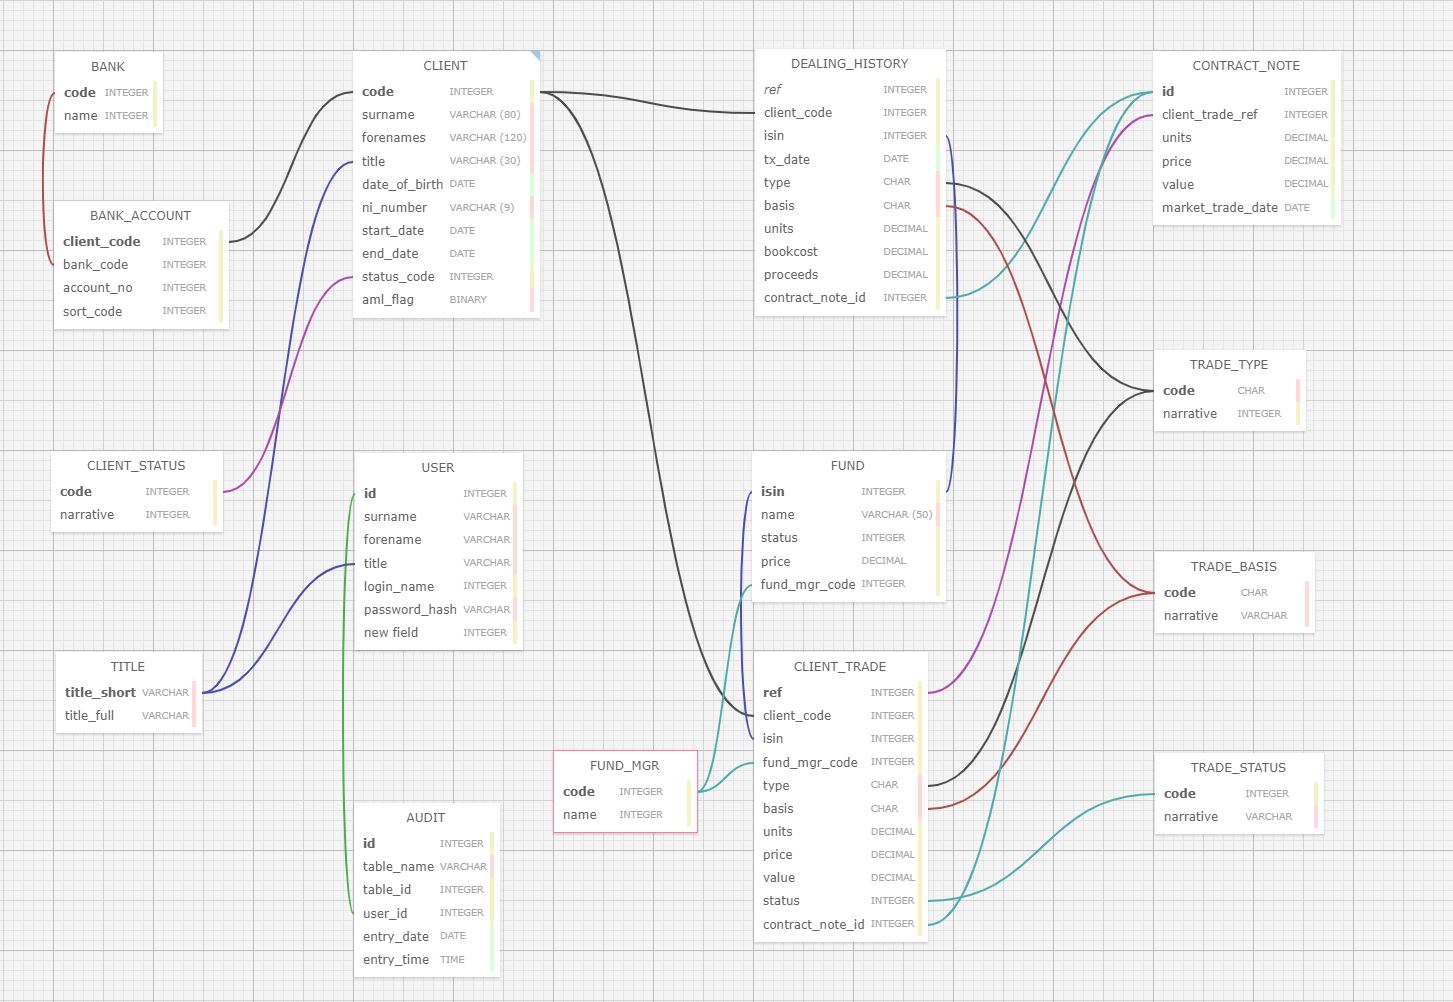 BANK
code INTEGER
name INTEGER
BANK_ACCOUNT
client_code INTEGER
bank_code INTEGER
account_no INTEGER
sort_code INTEGER
CLIENT
code INTEGER
surname VARCHAR (80)
forenames VARCHAR (120)
title VARCHAR (30)
date_of_birth DATE
ni_number VARCHAR (9)
start_date DATE
end_date DATE
status_code INTEGER
aml_flag BINARY
DEALING_HISTORY
ref INTEGER
client_code INTEGER
isin INTEGER
tx_date DATE
type CHAR
basis CHAR
units DECIMAL
bookcost DECIMAL
proceeds DECIMAL
contract_note_id INTEGER
CONTRACT_NOTE
id INTEGER
client_trade_ref INTEGER
units DECIMAL
price DECIMAL
value DECIMAL
market_trade_date DATE
TRADE_TYPE
code CHAR
narrative INTEGER
CLIENT_STATUS
code INTEGER
narrative INTEGER
USER
id INTEGER
surname VARCHAR
forename VARCHAR
title VARCHAR
login_name INTEGER
password_hash VARCHAR
new field INTEGER
FUND
isin INTEGER
name VARCHAR (50)
status INTEGER
price DECIMAL
fund_mgr_code INTEGER
TRADE_BASIS
code CHAR
narrative VARCHAR
TITLE
title_short VARCHAR
title_full VARCHAR
CLIENT_TRADE
ref INTEGER
client_code INTEGER
isin INTEGER
fund_mgr_code INTEGER
type CHAR
basis CHAR
units DECIMAL
price DECIMAL
value DECIMAL
status INTEGER
contract_note_id INTEGER
FUND_MGR
code INTEGER
name INTEGER
TRADE_STATUS
code INTEGER
narrative VARCHAR
AUDIT
id INTEGER
table_name VARCHAR
table_id INTEGER
user_id INTEGER
entry_date DATE
entry_time TIME